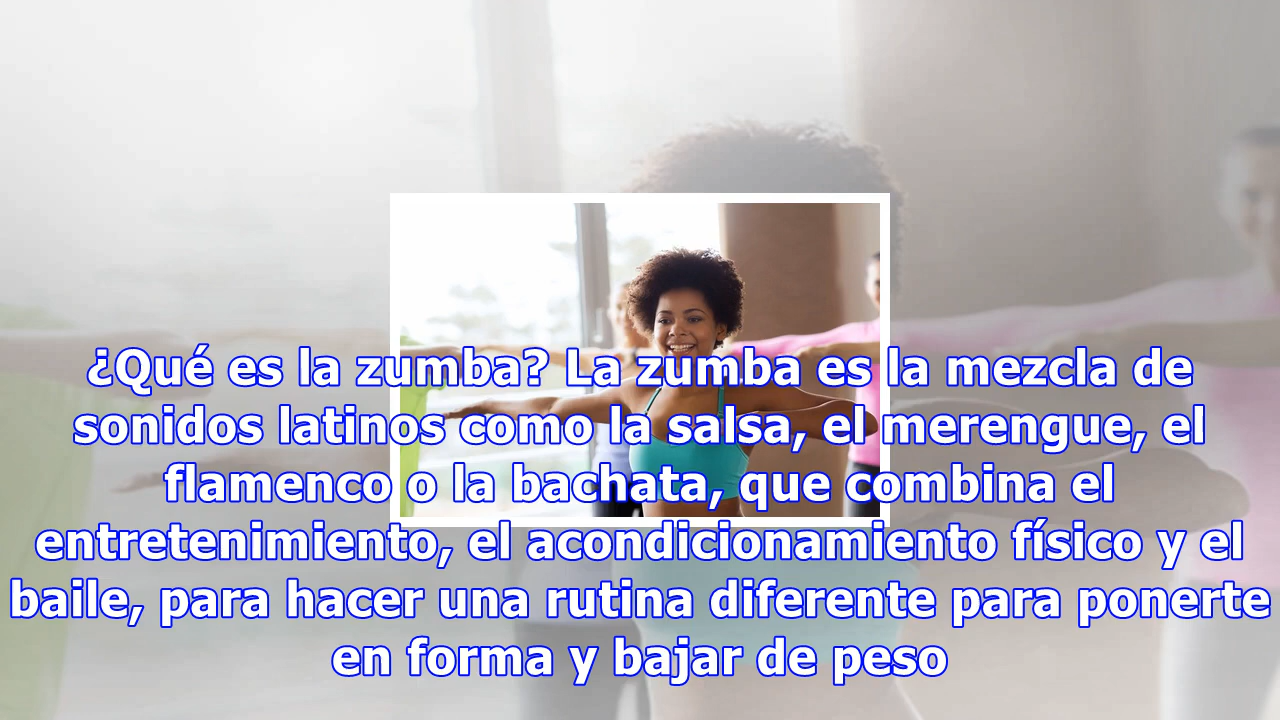 ¿Qué es la zumba? La zumba es la mezcla de
sonidos latinos como la salsa, el merengue, el
flamenco o la bachata, que combina el
entretenimiento, el acondicionamiento físico y el
baile, para hacer una rutina diferente para ponerte
en forma y bajar de peso